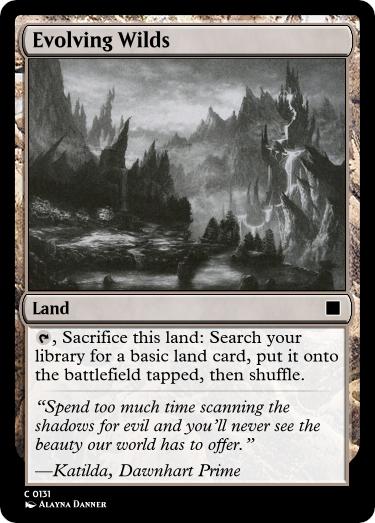 Evolving Wilds
Land
, Sacrifice this land: Search your
library for a basic land card, put it onto
the battlefield tapped, then shuffle.
“Spend too much time scanning the
shadows for evil and you’ll never see the
beauty our world has to offer.”
—Katilda, Dawnhart Prime
C 0131
Alayna Danner